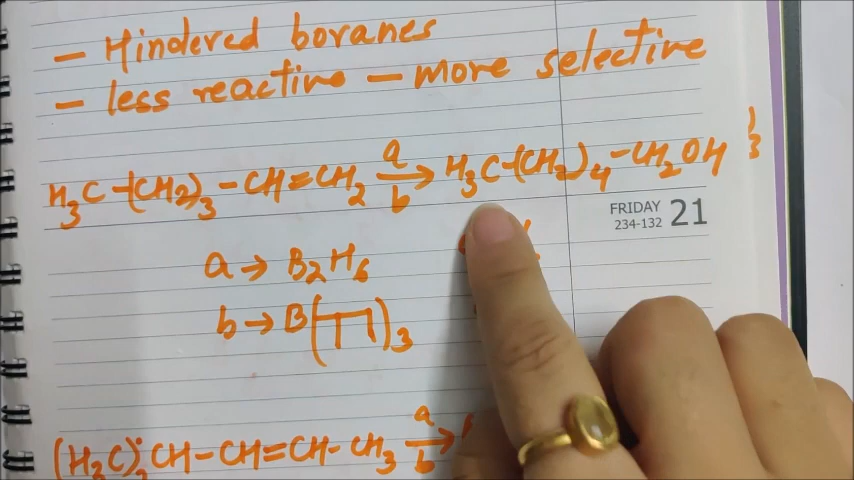 — Hindered boranes
— less reactive — more selective
H3C-(CH2)3-CH=CH2 a/b → H3C-(CH2)4-CH2OH
FRIDAY 21
234-132
a → B2H6
b → B( )3
(H3C)2CH-CH=CH-CH3 a/b →